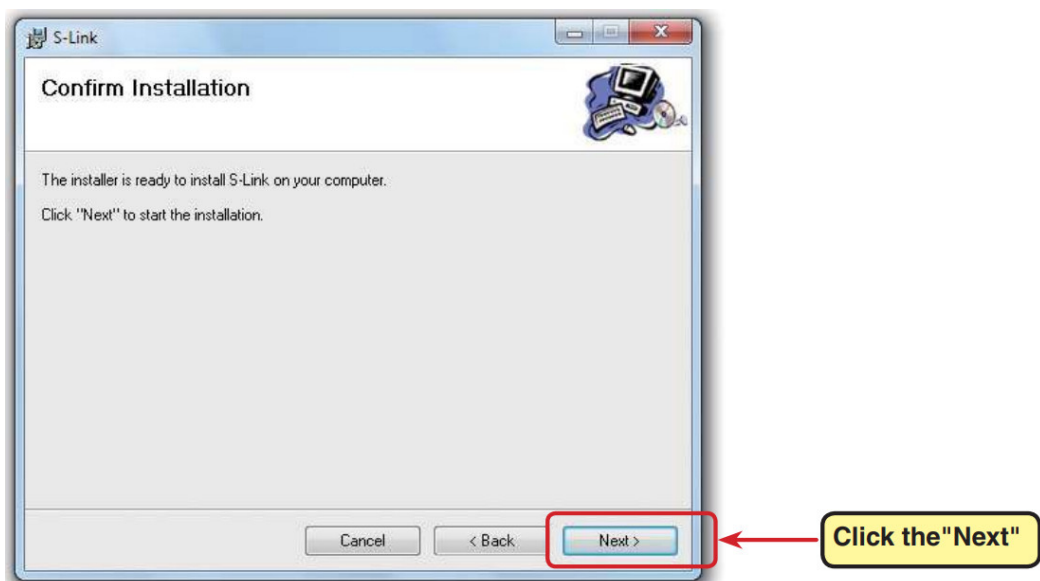 S-Link
Confirm Installation
The installer is ready to install S-Link on your computer.
Click "Next" to start the installation.
Cancel
< Back
Next >
Click the"Next"